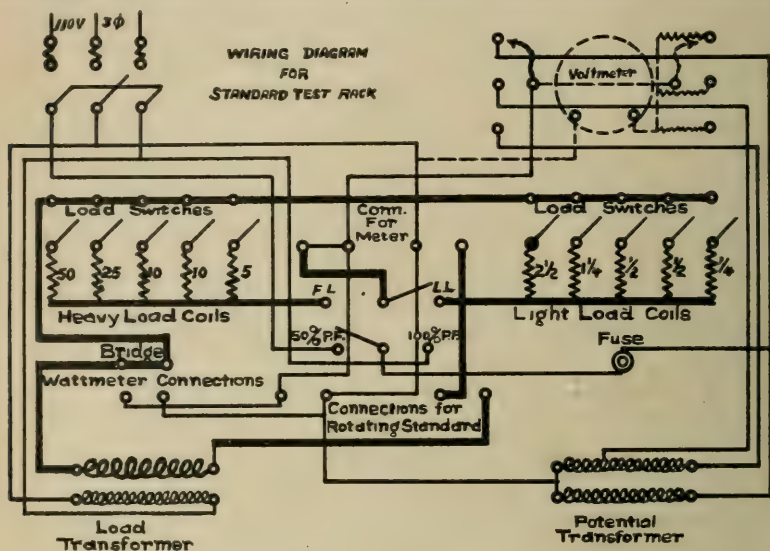 110V 3φ
WIRING DIAGRAM
FOR
STANDARD TEST RACK
Voltmeter
Load Switches
Conn.
For
Meter
Load Switches
50
25
10
10
5
2½
1¼
½
½
¼
F L
L L
Heavy Load Coils
Light Load Coils
50% P.F.
100% P.F.
Fuse
Bridge
Wattmeter Connections
Connections for
Rotating Standard
Load
Transformer
Potential
Transformer